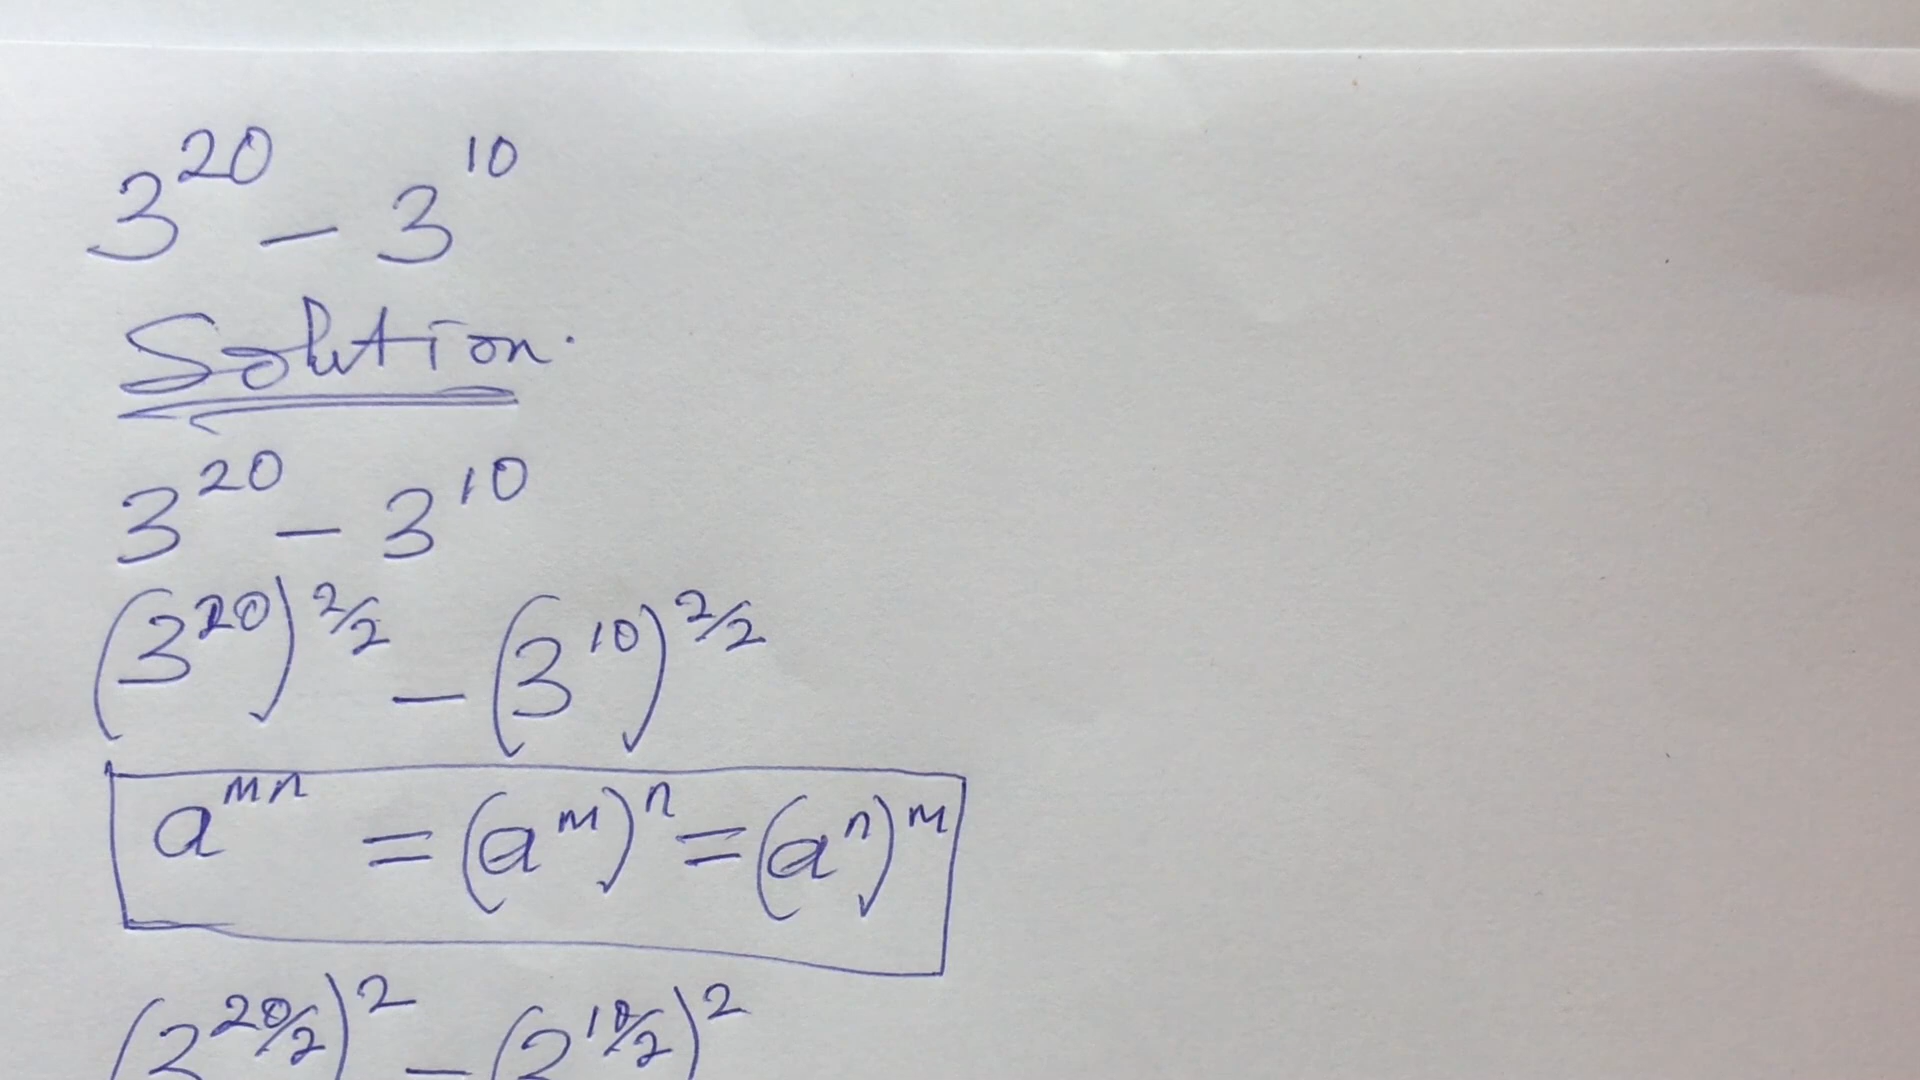 3^20 - 3^10
Solution.
3^20 - 3^10
(3^20)^2/2 - (3^10)^2/2
a^mn = (a^m)^n = (a^n)^m
(3^20/2)^2 - (3^10/2)^2